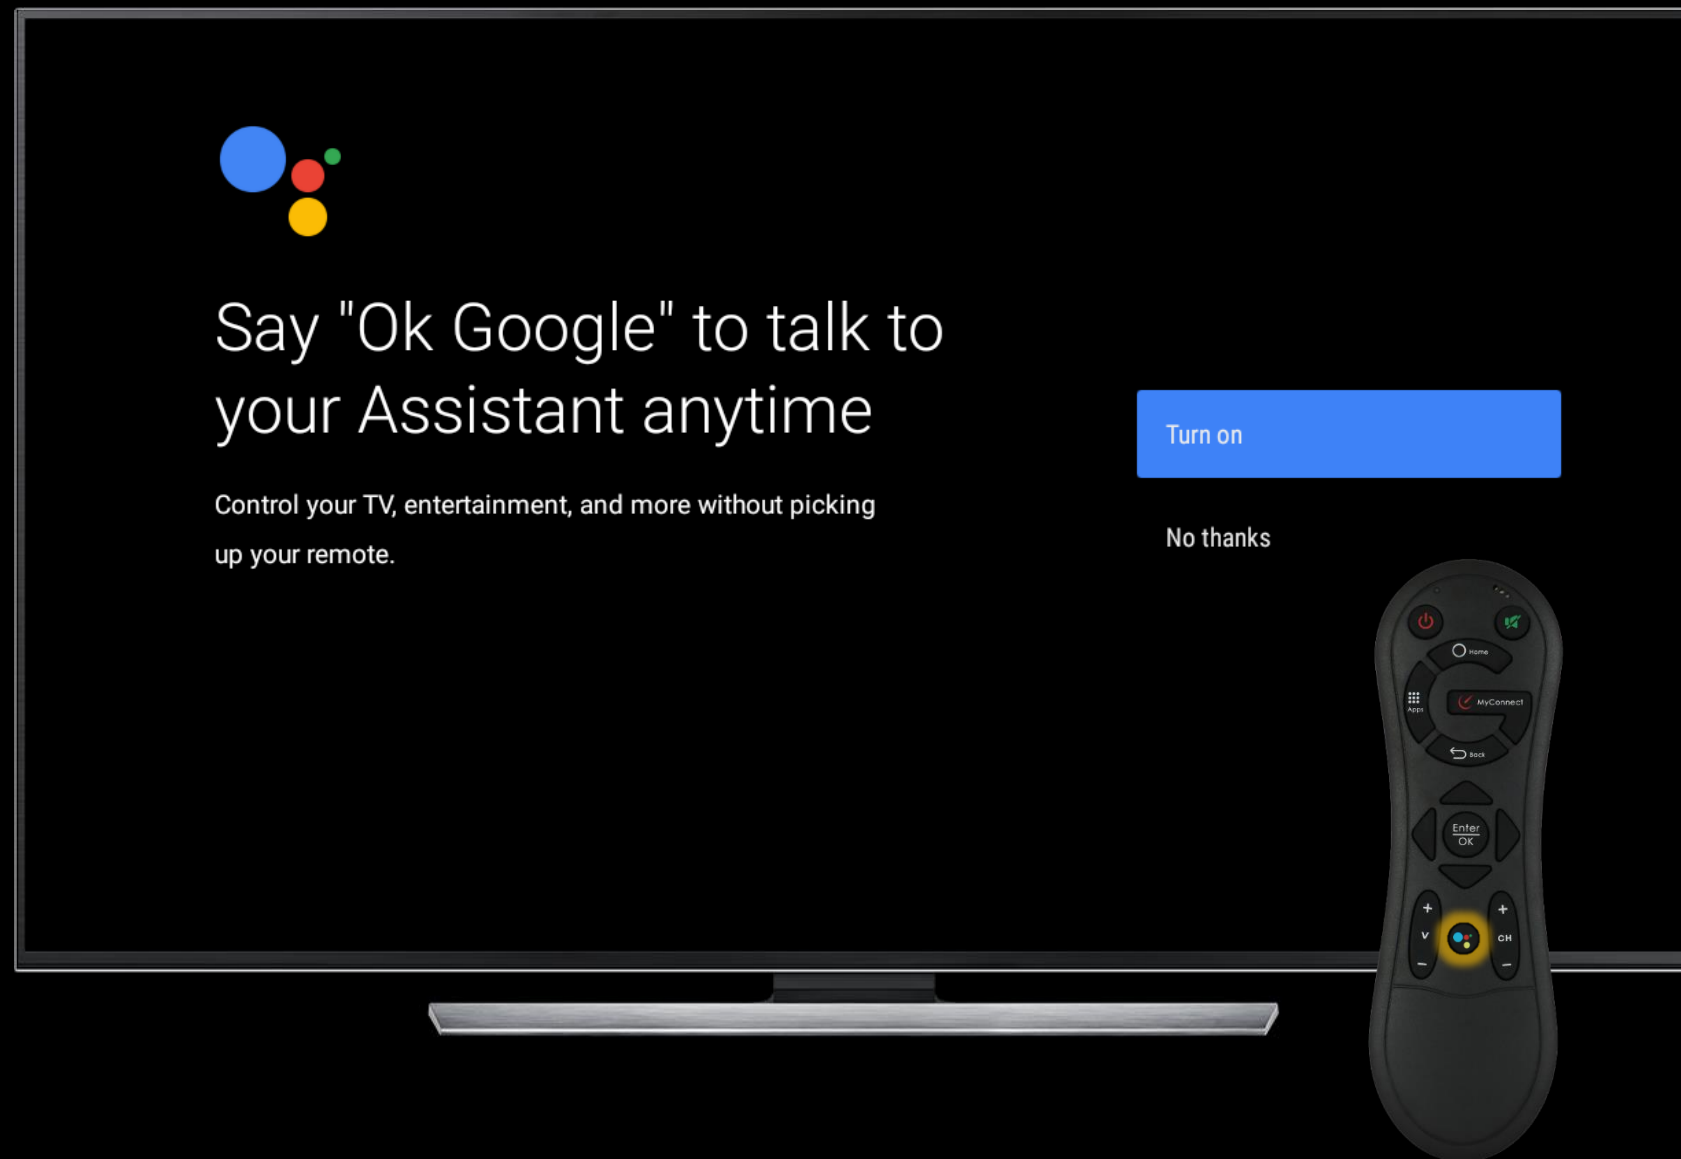 Say "Ok Google" to talk to
your Assistant anytime
Control your TV, entertainment, and more without picking
up your remote.
Turn on
No thanks
Home
Apps
MyConnect
Back
Enter
OK
+ +
V CH
– –